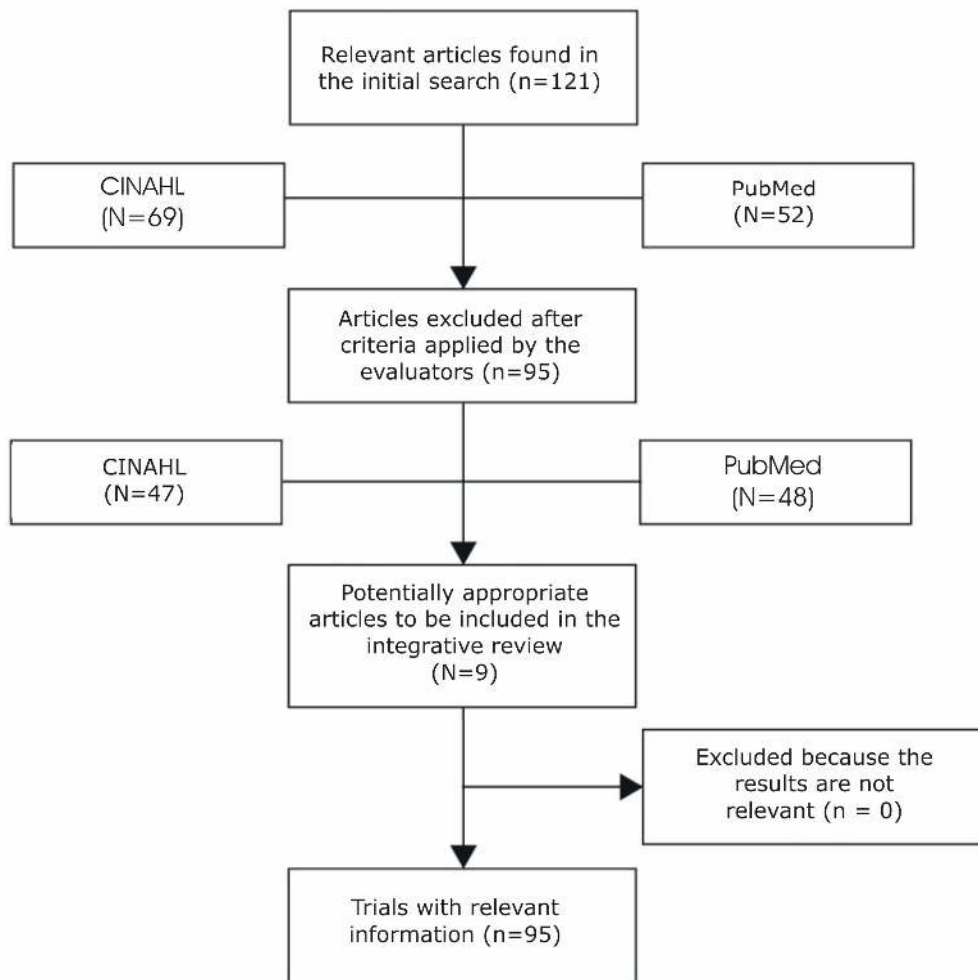 Relevant articles found in
the initial search (n=121)
CINAHL
(N=69)
PubMed
(N=52)
Articles excluded after
criteria applied by the
evaluators (n=95)
CINAHL
(N=47)
PubMed
(N=48)
Potentially appropriate
articles to be included in the
integrative review
(N=9)
Excluded because the
results are not
relevant (n = 0)
Trials with relevant
information (n=95)